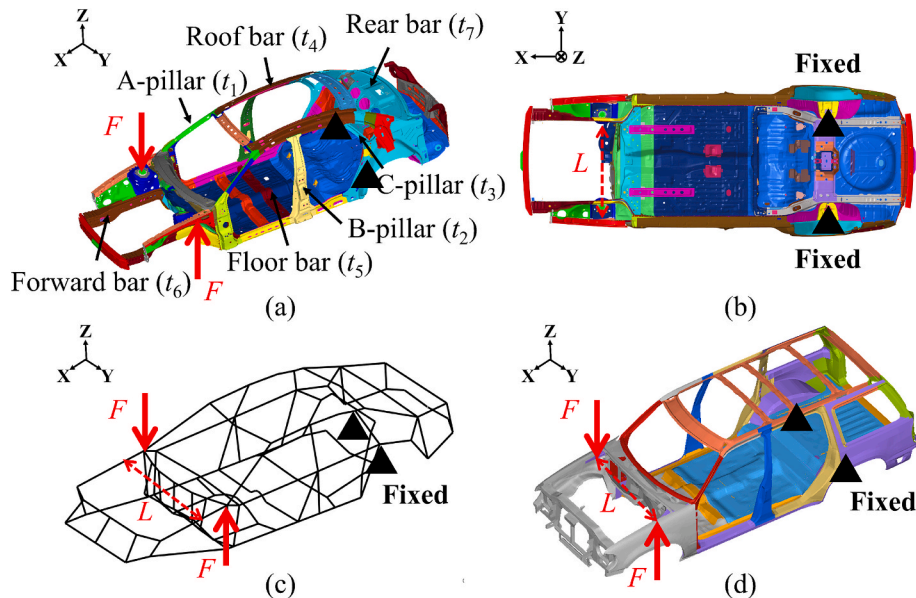 (a)
Z
X
Y
Roof bar (t4)
Rear bar (t7)
A-pillar (t1)
F
C-pillar (t3)
B-pillar (t2)
Floor bar (t5)
Forward bar (t6)
F
(a)
(b)
Y
X
Z
Fixed
L
Fixed
(b)
(c)
Z
X
Y
F
L
Fixed
F
(c)
(d)
Z
X
Y
F
L
Fixed
F
(d)